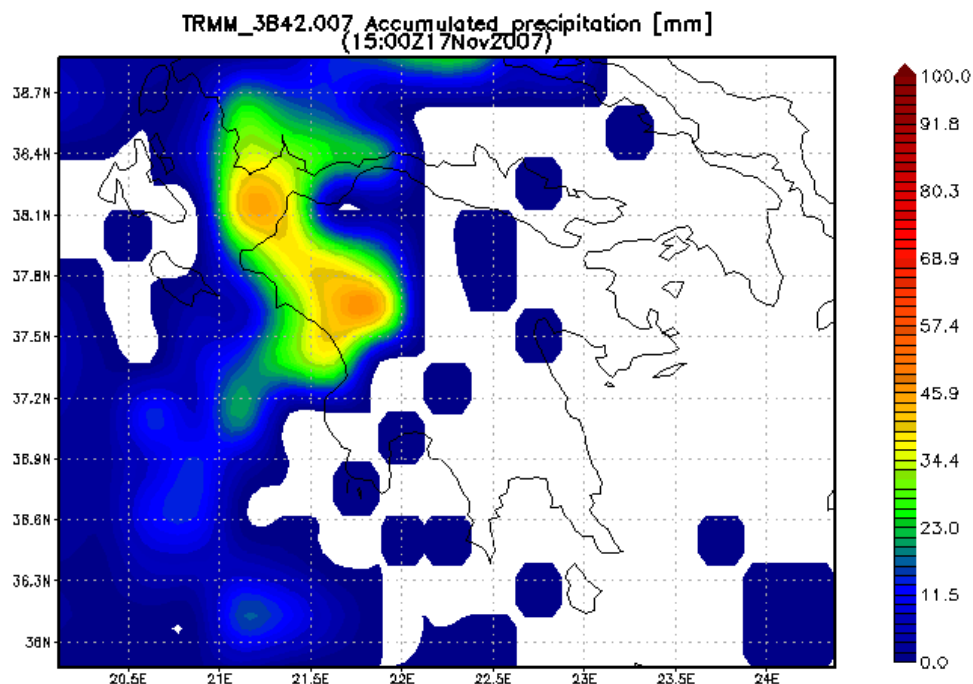 TRMM_3B42.007 Accumulated_precipitation [mm]
(15:00Z17Nov2007)
38.7N
38.4N
38.1N
37.8N
37.5N
37.2N
36.9N
36.6N
36.3N
36N
20.5E 21E 21.5E 22E 22.5E 23E 23.5E 24E
100.0
91.8
80.3
68.9
57.4
45.9
34.4
23.0
11.5
0.0